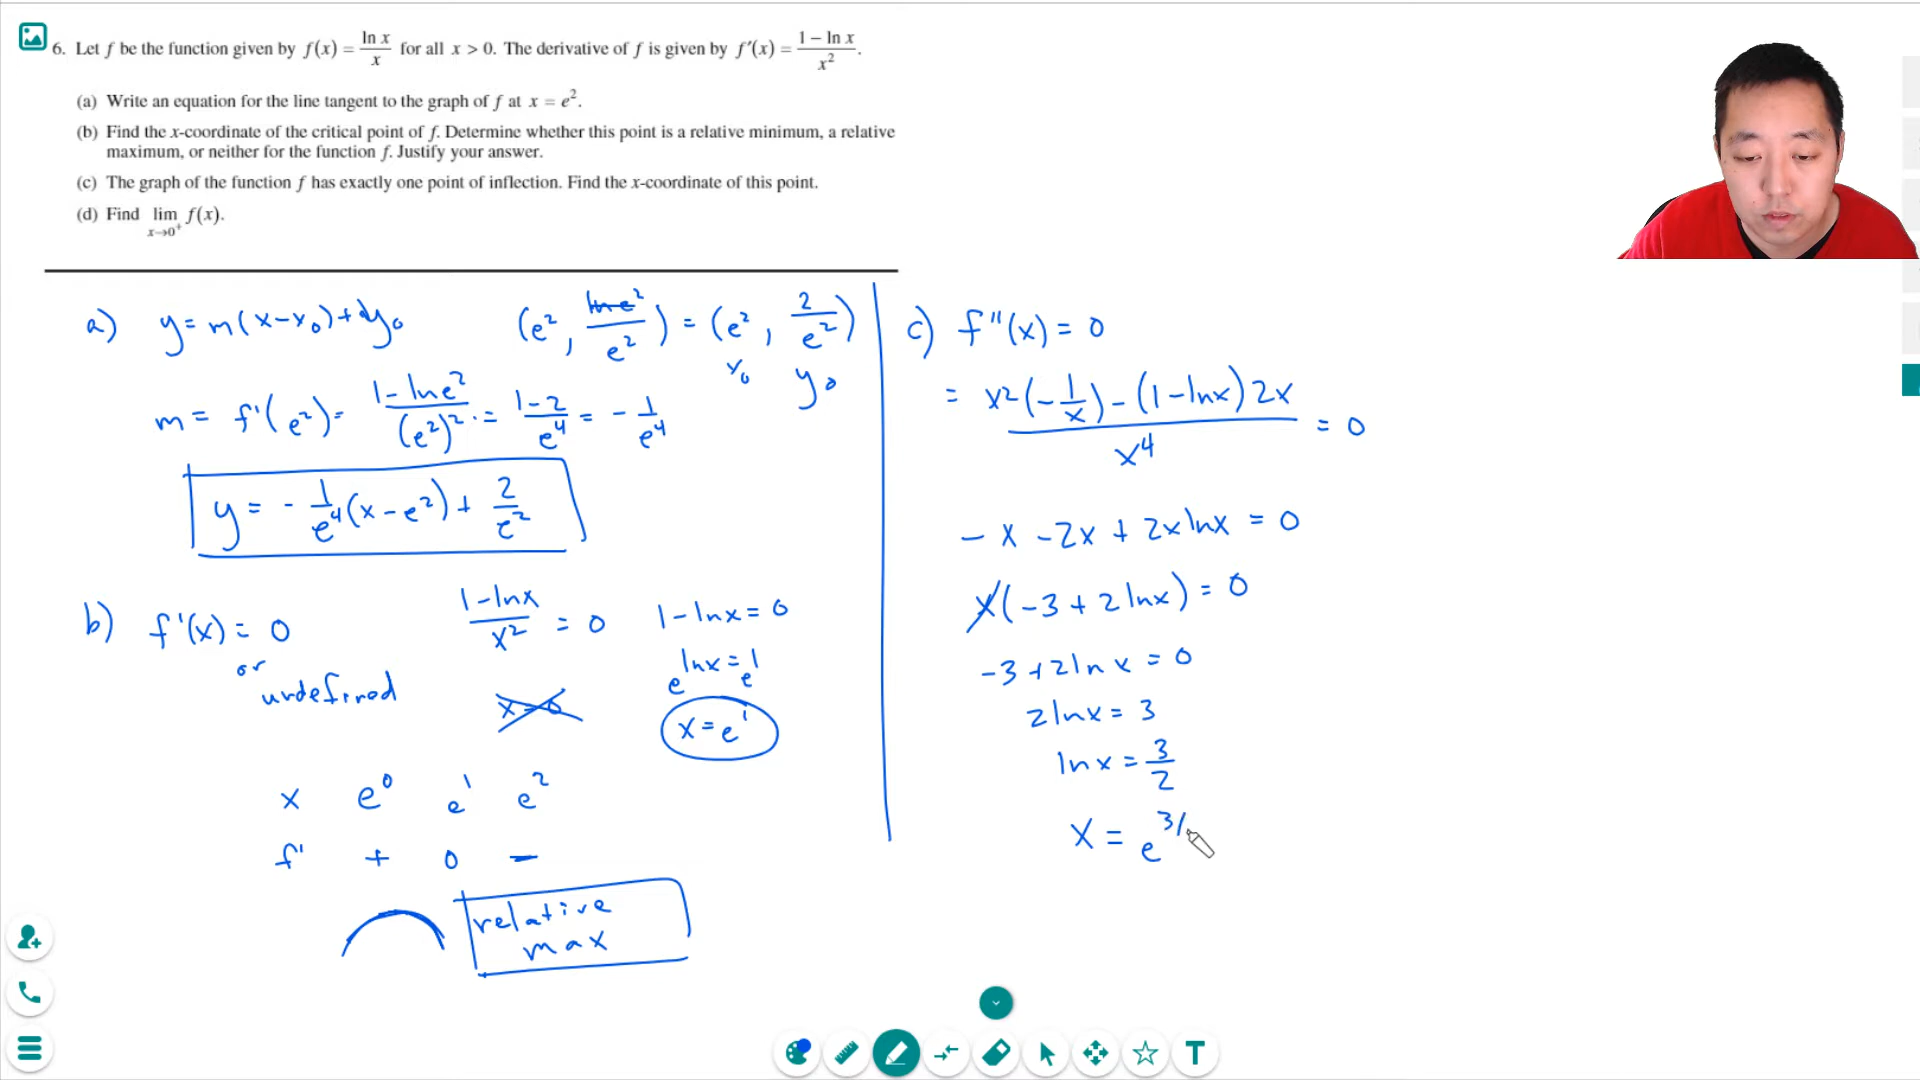 6. Let f be the function given by f(x) = ln x / x for all x > 0. The derivative of f is given by f′(x) = (1 − ln x) / x².
(a) Write an equation for the line tangent to the graph of f at x = e².
(b) Find the x-coordinate of the critical point of f. Determine whether this point is a relative minimum, a relative
maximum, or neither for the function f. Justify your answer.
(c) The graph of the function f has exactly one point of inflection. Find the x-coordinate of this point.
(d) Find lim x→0⁺ f(x).
a) y = m(x − x₀) + y₀ (e², ln e² / e²) = (e², 2 / e²)
x₀ y₀
m = f'(e²) = (1 − ln e²) / (e²)² = (1 − 2) / e⁴ = − 1 / e⁴
y = − 1 / e⁴ (x − e²) + 2 / e²
b) f'(x) = 0 (1 − ln x) / x² = 0 1 − ln x = 0
or
undefined
ln x = 1
e e
x = 0
x = e¹
x e⁰ e¹ e²
f' + 0 −
relative
max
c) f"(x) = 0
= (x² (− 1 / x) − (1 − ln x) 2x) / x⁴ = 0
− x − 2x + 2x ln x = 0
x(−3 + 2 ln x) = 0
−3 + 2 ln x = 0
2 ln x = 3
ln x = 3 / 2
x = e^3/
T